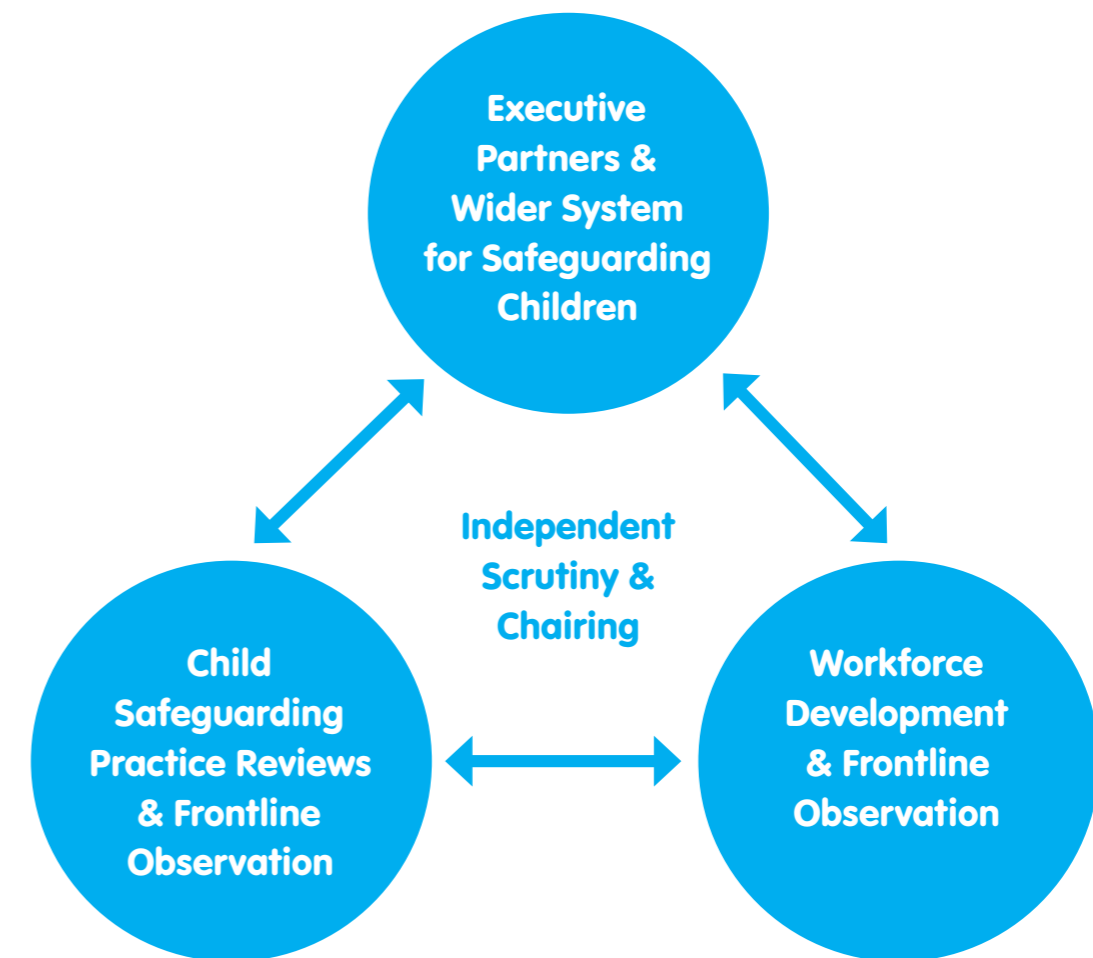 Executive
Partners &
Wider System
for Safeguarding
Children
Independent
Scrutiny &
Chairing
Child
Safeguarding
Practice Reviews
& Frontline
Observation
Workforce
Development
& Frontline
Observation